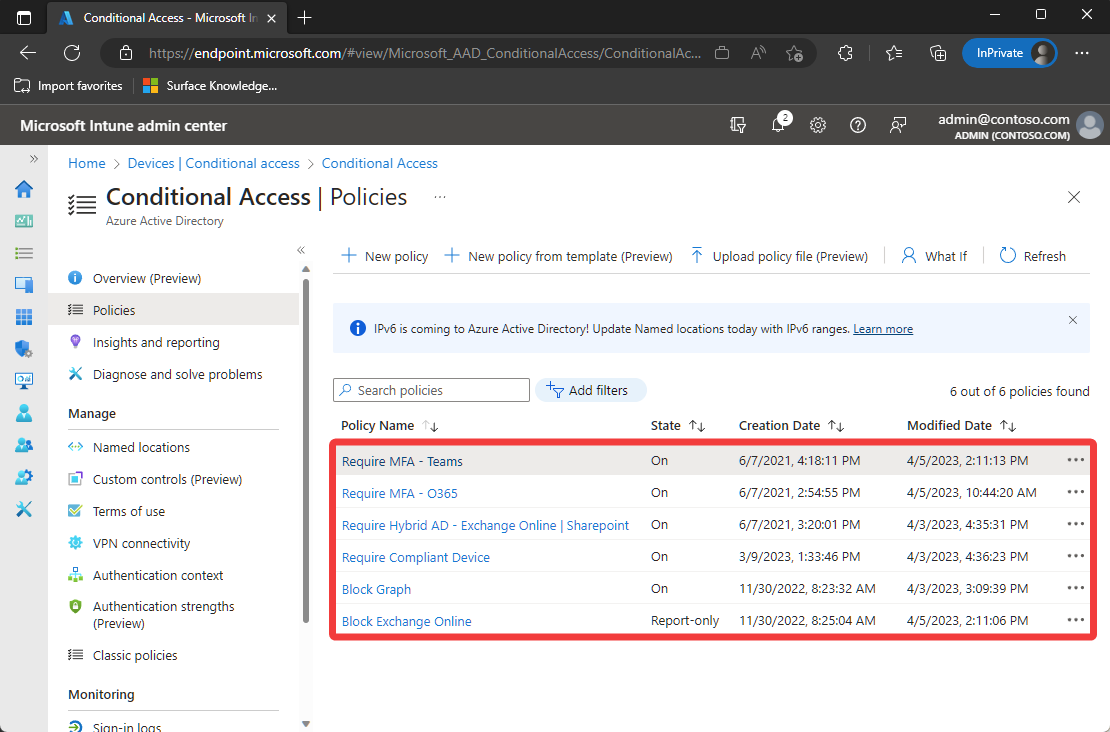 Conditional Access - Microsoft In
https://endpoint.microsoft.com/#view/Microsoft_AAD_ConditionalAccess/ConditionalAc...
InPrivate
Import favorites
Surface Knowledge...
Microsoft Intune admin center
2
admin@contoso.com
ADMIN (CONTOSO.COM)
Home > Devices | Conditional access > Conditional Access
Conditional Access | Policies ...
Azure Active Directory
Overview (Preview)
Policies
Insights and reporting
Diagnose and solve problems
Manage
Named locations
Custom controls (Preview)
Terms of use
VPN connectivity
Authentication context
Authentication strengths
(Preview)
Classic policies
Monitoring
Sign-in logs
New policy New policy from template (Preview) Upload policy file (Preview) What If Refresh
IPv6 is coming to Azure Active Directory! Update Named locations today with IPv6 ranges. Learn more
Search policies Add filters 6 out of 6 policies found
Policy Name State Creation Date Modified Date
Require MFA - Teams On 6/7/2021, 4:18:11 PM 4/5/2023, 2:11:13 PM
Require MFA - O365 On 6/7/2021, 2:54:55 PM 4/5/2023, 10:44:20 AM
Require Hybrid AD - Exchange Online | Sharepoint On 6/7/2021, 3:20:01 PM 4/3/2023, 4:35:31 PM
Require Compliant Device On 3/9/2023, 1:33:46 PM 4/3/2023, 4:36:23 PM
Block Graph On 11/30/2022, 8:23:32 AM 4/3/2023, 3:09:39 PM
Block Exchange Online Report-only 11/30/2022, 8:25:04 AM 4/5/2023, 2:11:06 PM